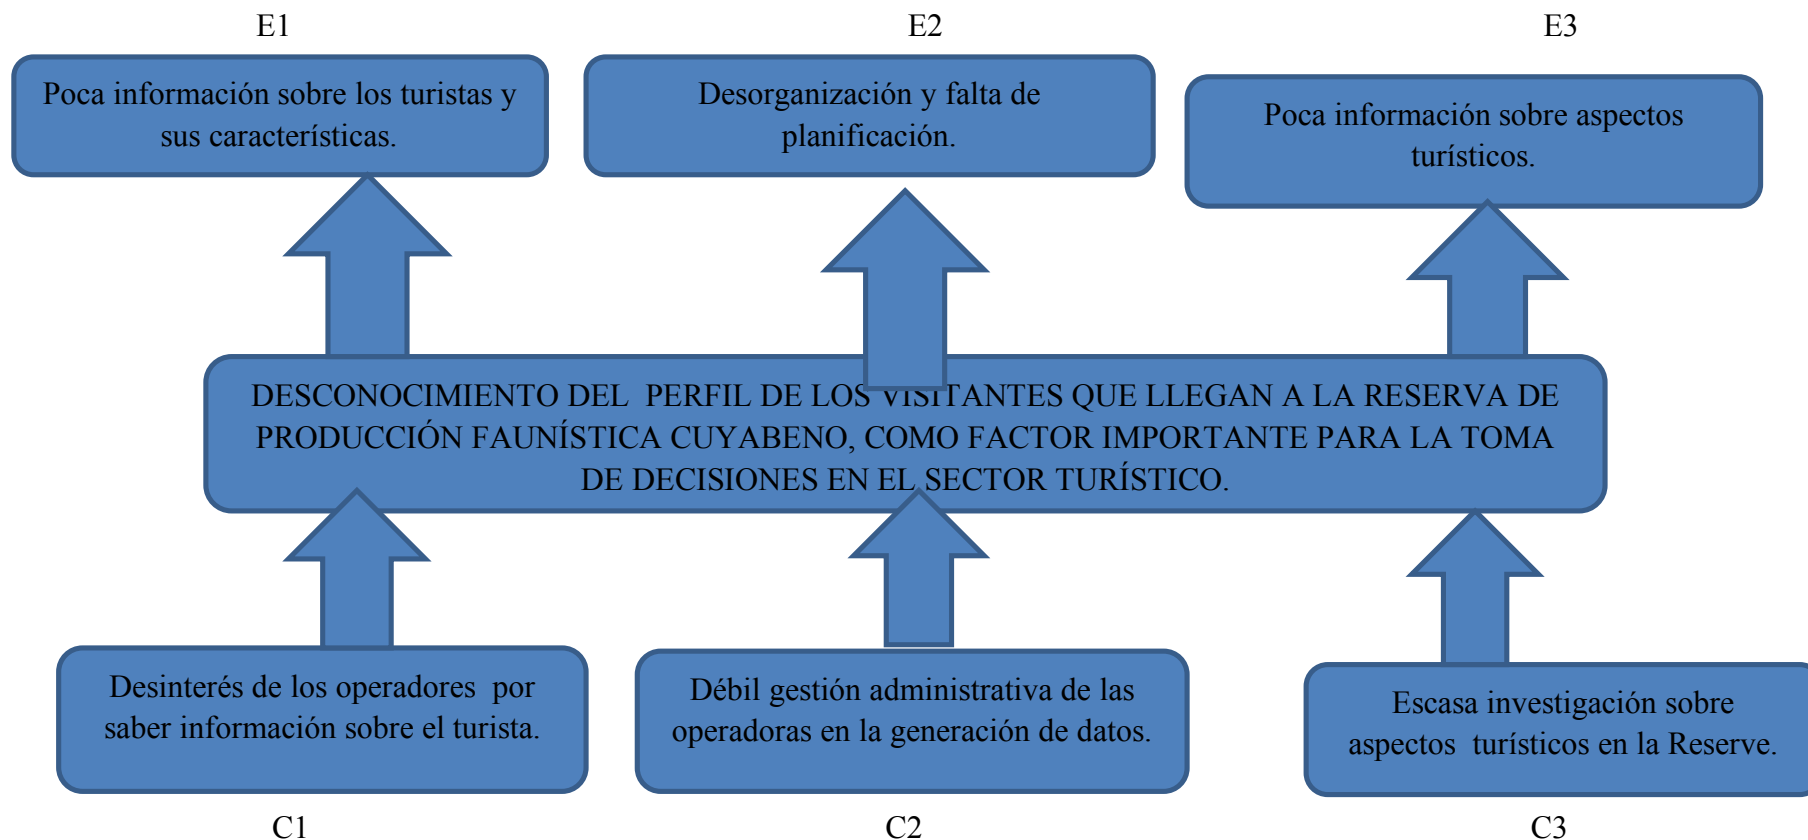 E1
E2
E3
Poca información sobre los turistas y
sus características.
Desorganización y falta de
planificación.
Poca información sobre aspectos
turísticos.
DESCONOCIMIENTO DEL  PERFIL DE LOS VISITANTES QUE LLEGAN A LA RESERVA DE
PRODUCCIÓN FAUNÍSTICA CUYABENO, COMO FACTOR IMPORTANTE PARA LA TOMA
DE DECISIONES EN EL SECTOR TURÍSTICO.
Desinterés de los operadores  por
saber información sobre el turista.
Débil gestión administrativa de las
operadoras en la generación de datos.
Escasa investigación sobre
aspectos  turísticos en la Reserve.
C1
C2
C3